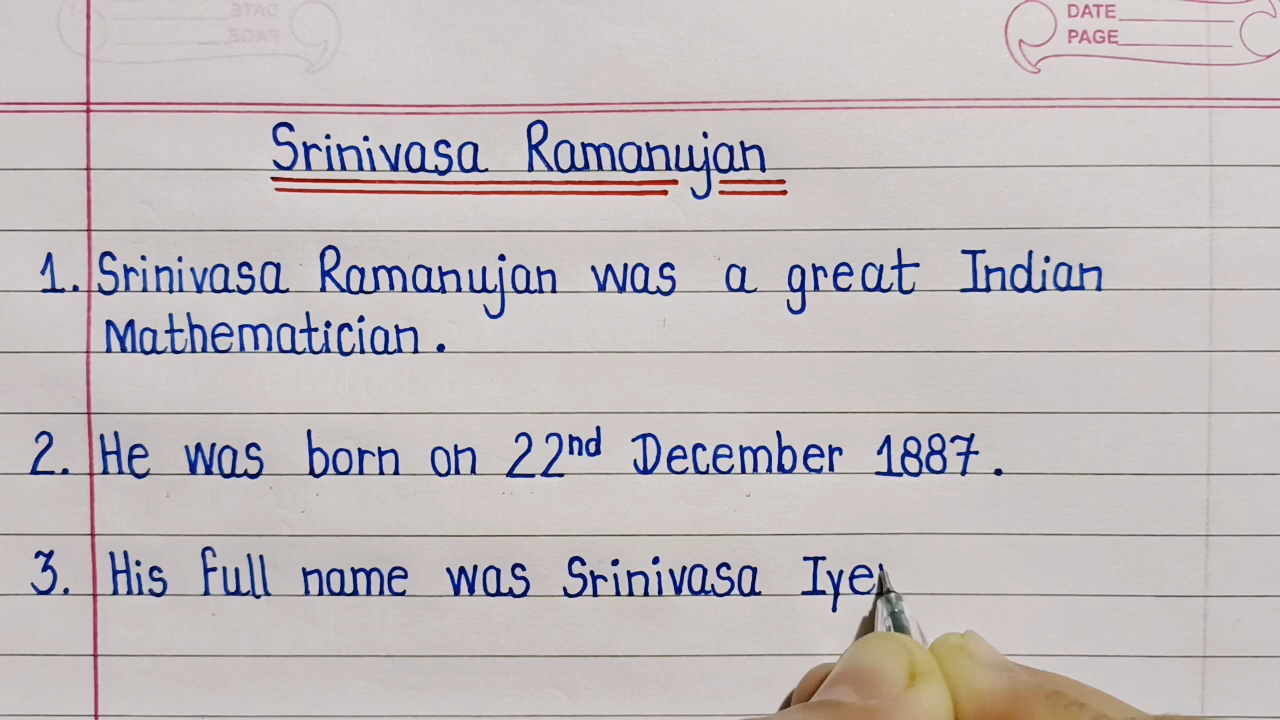 DATE
PAGE
Srinivasa Ramanujan
1. Srinivasa Ramanujan was a great Indian
Mathematician.
2. He was born on 22nd December 1887.
3. His full name was Srinivasa Iye